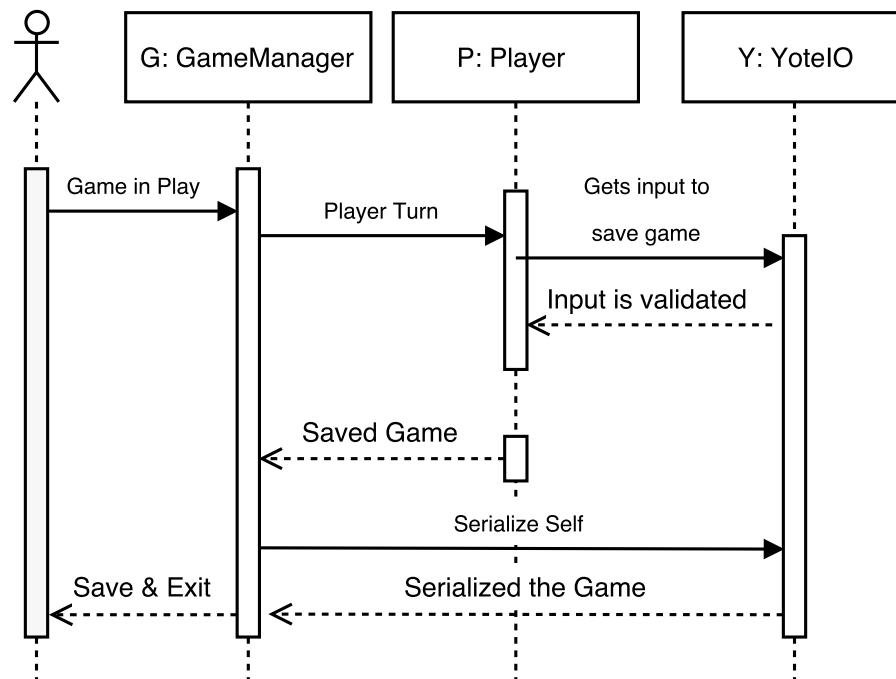 G: GameManager
P: Player
Y: YoteIO
Game in Play
Player Turn
Gets input to
save game
Input is validated
Saved Game
Serialize Self
Save & Exit
Serialized the Game